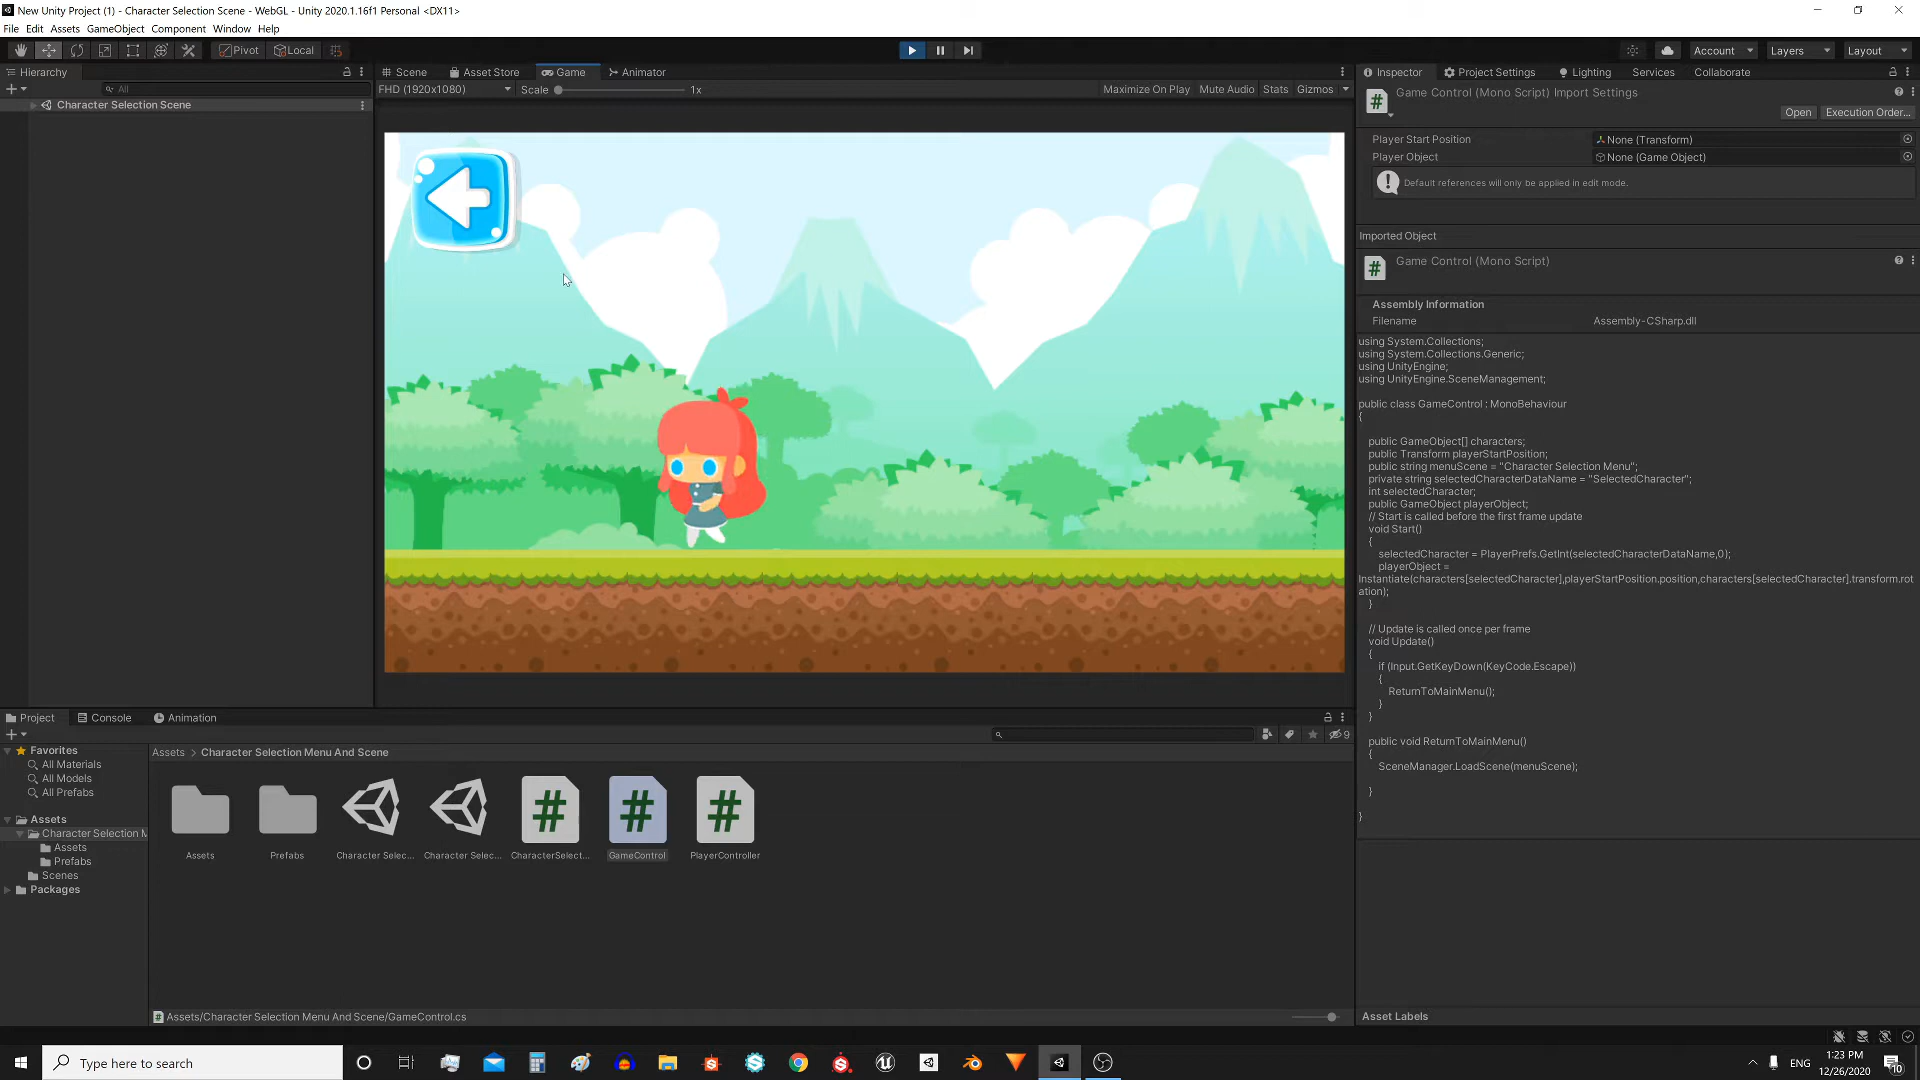 New Unity Project (1) - Character Selection Scene - WebGL - Unity 2020.1.16f1 Personal <DX11>
File Edit Assets GameObject Component Window Help
Pivot Local Account Layers Layout
Hierarchy
All
Character Selection Scene
Scene Asset Store Game Animator
FHD (1920x1080) Scale 1x Maximize On Play Mute Audio Stats Gizmos
Inspector Project Settings Lighting Services Collaborate
Game Control (Mono Script) Import Settings
Open Execution Order...
Player Start Position None (Transform)
Player Object None (Game Object)
Default references will only be applied in edit mode.
Imported Object
Game Control (Mono Script)
Assembly Information
Filename Assembly-CSharp.dll
using System.Collections;
using System.Collections.Generic;
using UnityEngine;
using UnityEngine.SceneManagement;
public class GameControl : MonoBehaviour
{
public GameObject[] characters;
public Transform playerStartPosition;
public string menuScene = "Character Selection Menu";
private string selectedCharacterDataName = "SelectedCharacter";
int selectedCharacter;
public GameObject playerObject;
// Start is called before the first frame update
void Start()
{
selectedCharacter = PlayerPrefs.GetInt(selectedCharacterDataName,0);
playerObject =
Instantiate(characters[selectedCharacter],playerStartPosition.position,characters[selectedCharacter].transform.rot
ation);
}
// Update is called once per frame
void Update()
{
if (Input.GetKeyDown(KeyCode.Escape))
{
ReturnToMainMenu();
}
}
public void ReturnToMainMenu()
{
SceneManager.LoadScene(menuScene);
}
}
Asset Labels
Project Console Animation
9
Favorites
All Materials
All Models
All Prefabs
Assets
Character Selection M
Assets
Prefabs
Scenes
Packages
Assets > Character Selection Menu And Scene
Assets Prefabs Character Selec... Character Selec... CharacterSelect... GameControl PlayerController
Assets/Character Selection Menu And Scene/GameControl.cs
Type here to search
ENG
1:23 PM
12/26/2020
10